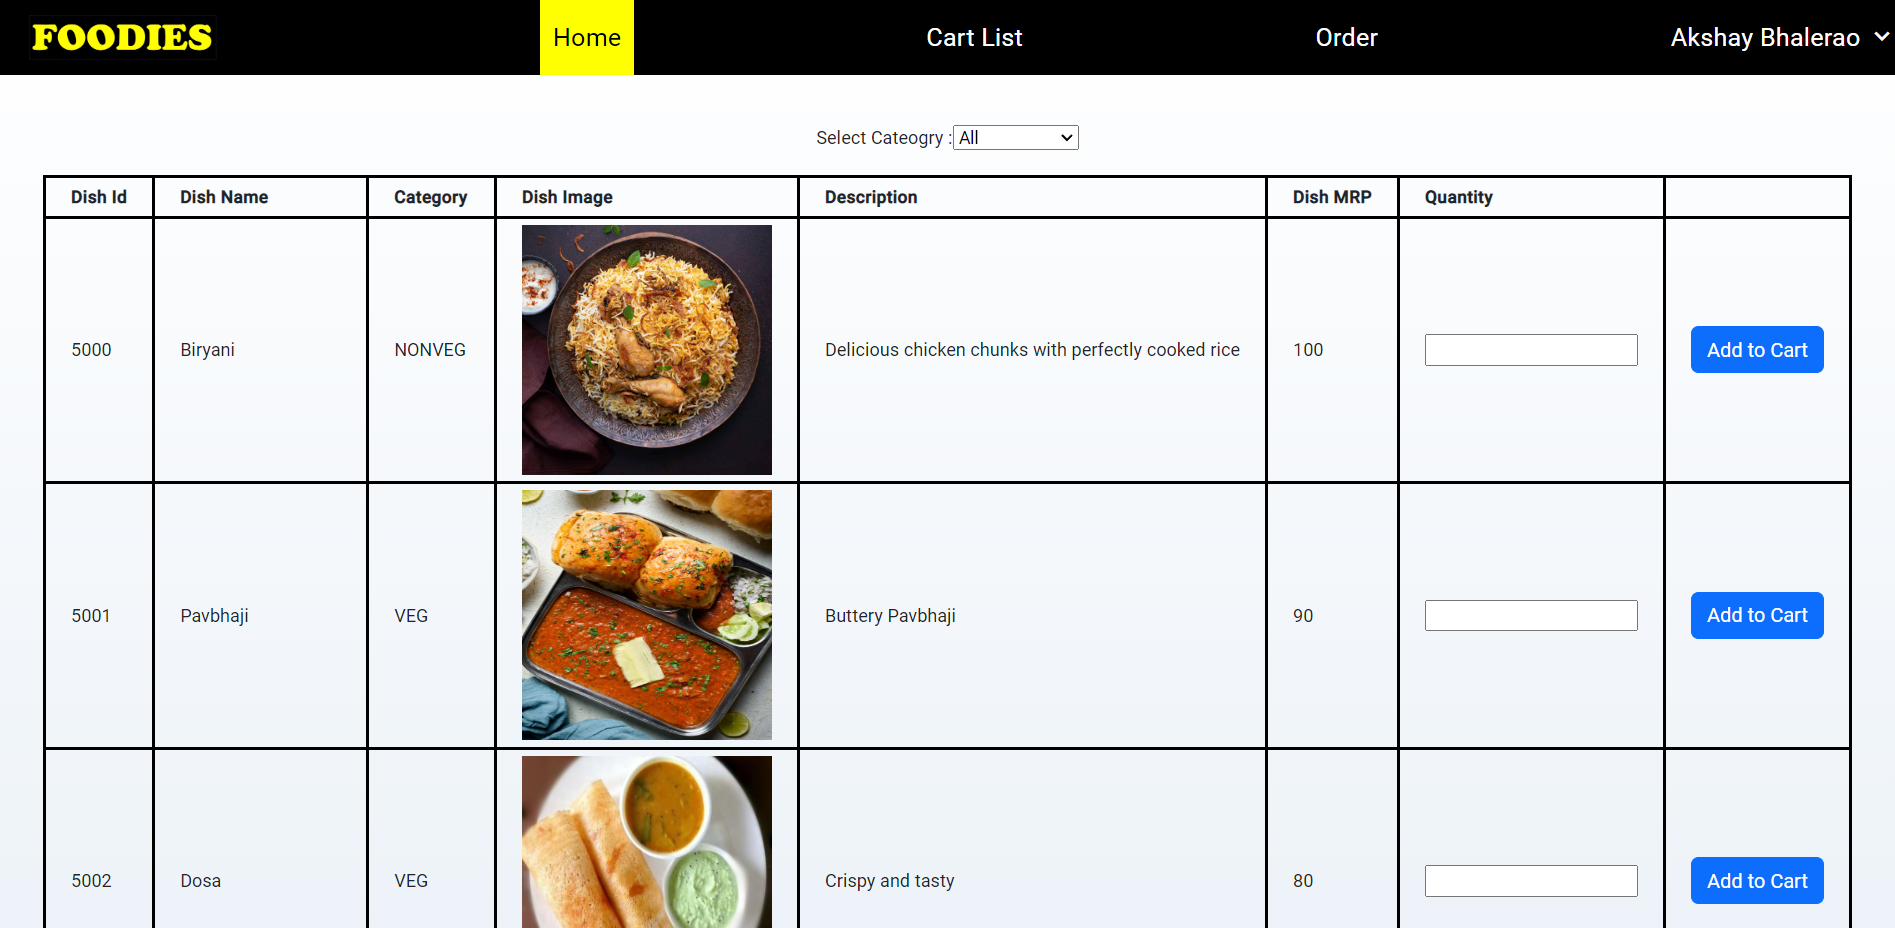 FOODIES Home Cart List Order Akshay Bhalerao
Select Cateogry : All
Dish Id Dish Name Category Dish Image Description Dish MRP Quantity
5000 Biryani NONVEG Delicious chicken chunks with perfectly cooked rice 100 Add to Cart
5001 Pavbhaji VEG Buttery Pavbhaji 90 Add to Cart
5002 Dosa VEG Crispy and tasty 80 Add to Cart